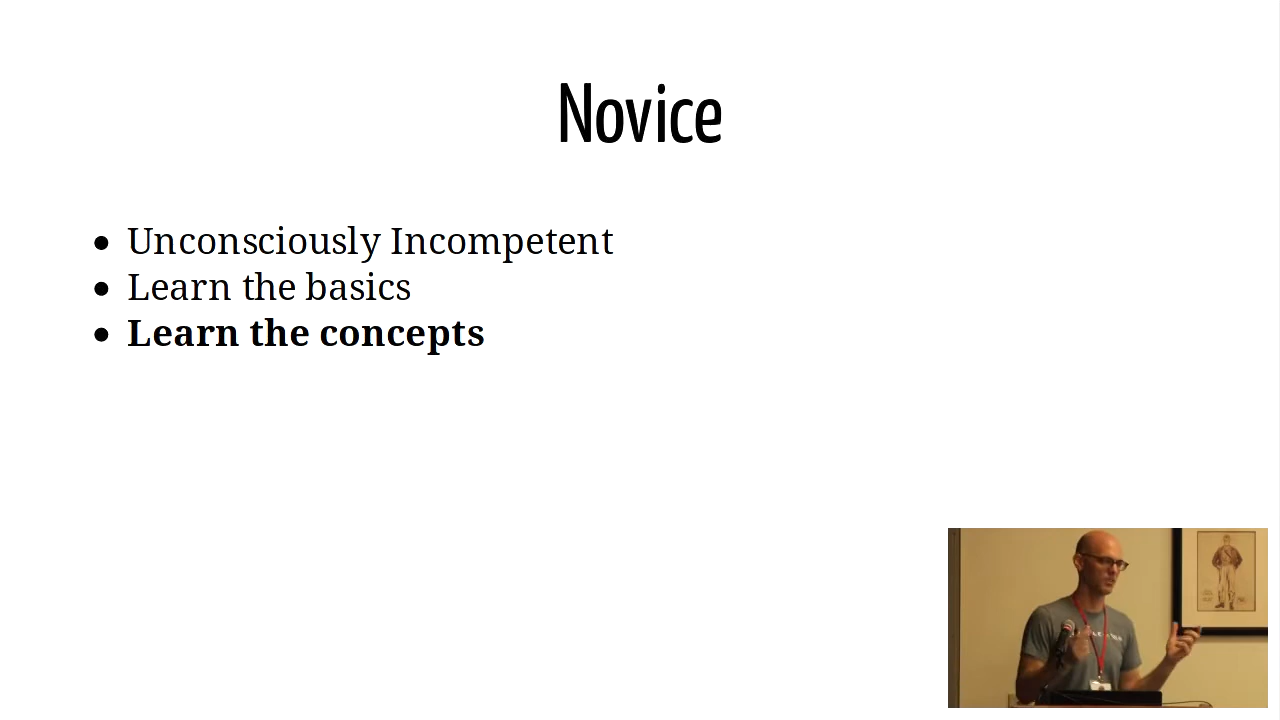 Novice
Unconsciously Incompetent
Learn the basics
Learn the concepts